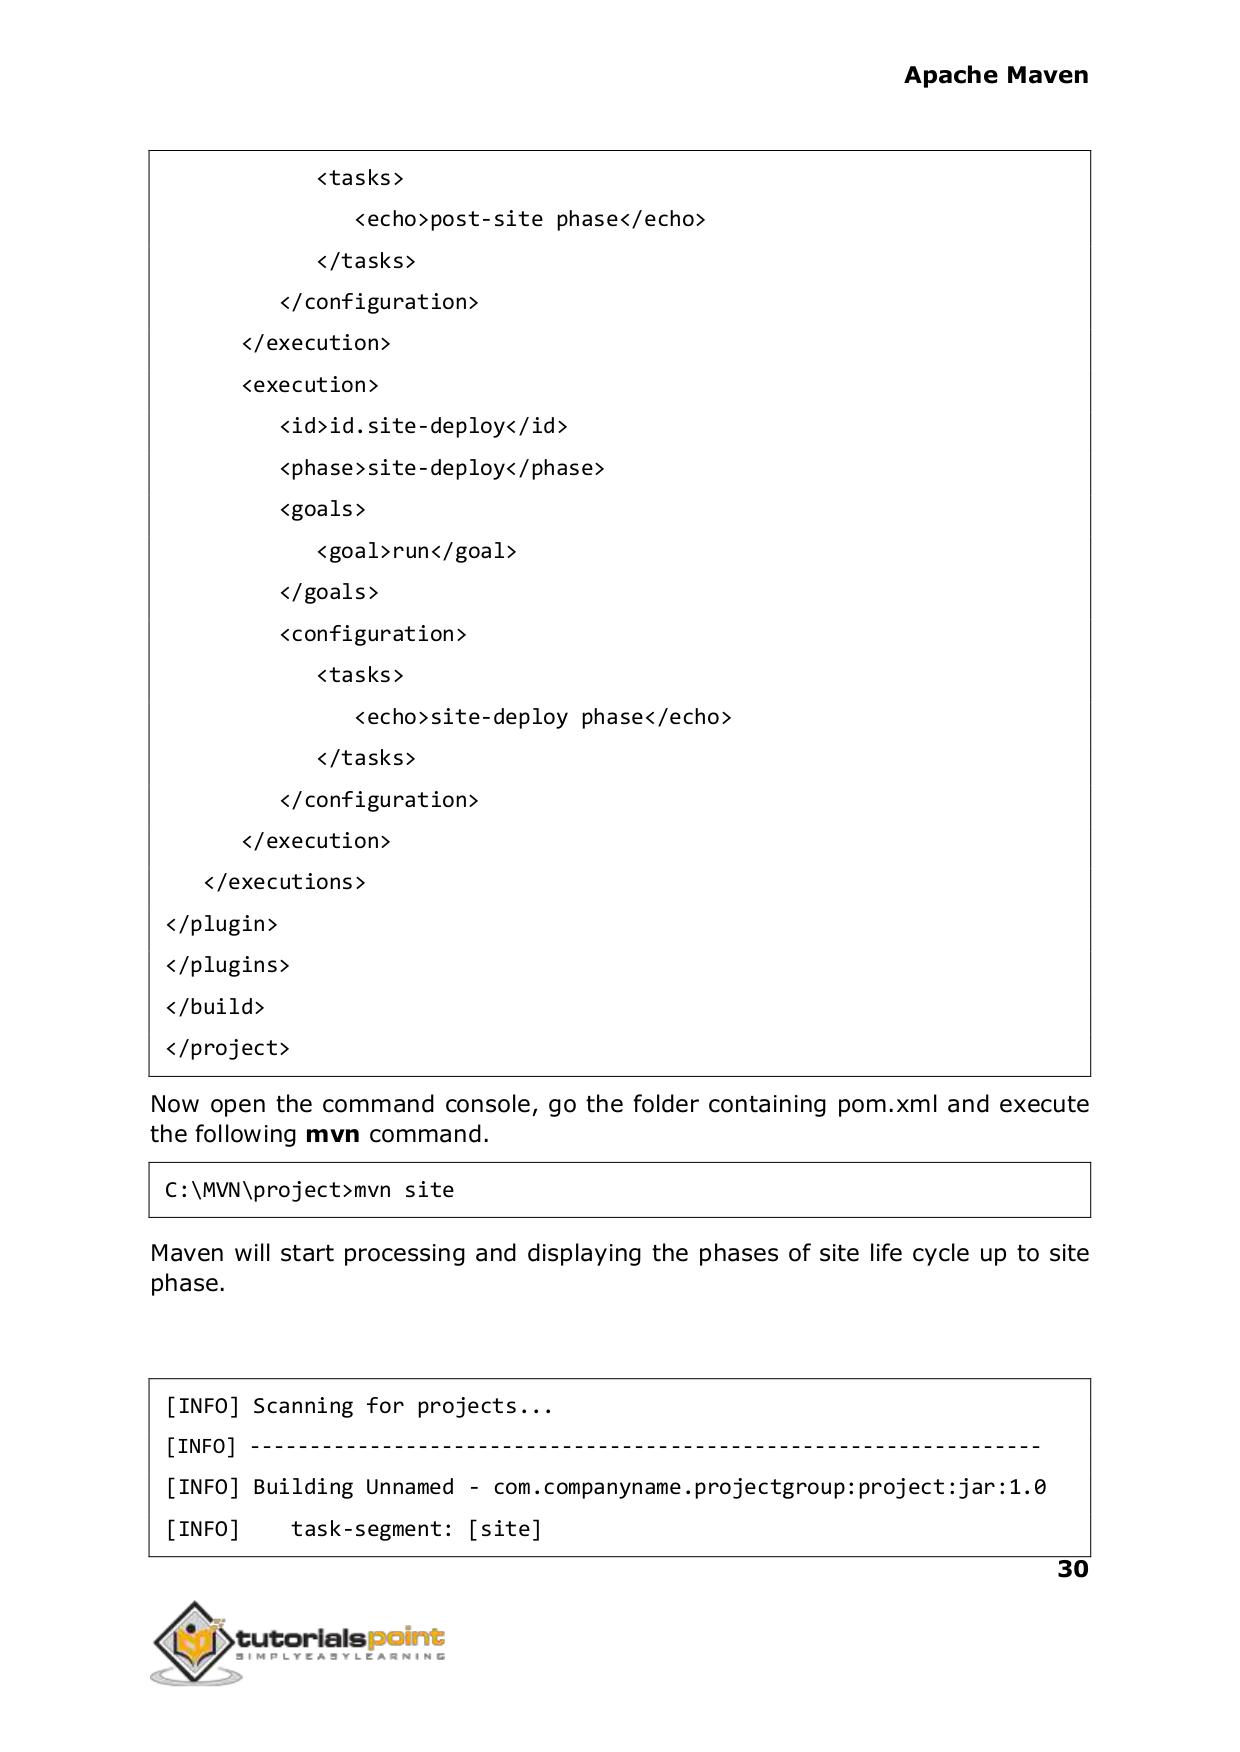 Apache Maven
<tasks>
<echo>post-site phase</echo>
</tasks>
</configuration>
</execution>
<execution>
<id>id.site-deploy</id>
<phase>site-deploy</phase>
<goals>
<goal>run</goal>
</goals>
<configuration>
<tasks>
<echo>site-deploy phase</echo>
</tasks>
</configuration>
</execution>
</executions>
</plugin>
</plugins>
</build>
</project>
Now open the command console, go the folder containing pom.xml and execute
the following mvn command.
C:\MVN\project>mvn site
Maven will start processing and displaying the phases of site life cycle up to site
phase.
[INFO] Scanning for projects...
[INFO] ------------------------------------------------------------------
[INFO] Building Unnamed - com.companyname.projectgroup:project:jar:1.0
[INFO]    task-segment: [site]
30
tutorialspoint
SIMPLYEASYLEARNING